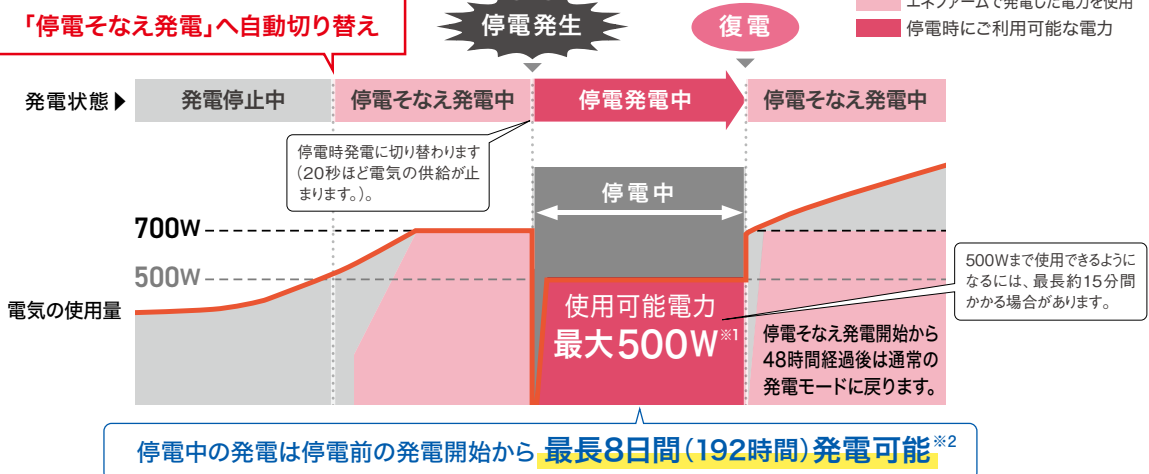 「停電そなえ発電」へ自動切り替え
停電発生
復電
エネファームで発電した電力を使用
停電時にご利用可能な電力
発電状態▶
発電停止中
停電そなえ発電中
停電発電中
停電そなえ発電中
停電時発電に切り替わります
(20秒ほど電気の供給が止
まります。)。
停電中
700W
500W
電気の使用量
使用可能電力
最大500W※1
500Wまで使用できるように
なるには、最長約15分間
かかる場合があります。
停電そなえ発電開始から
48時間経過後は通常の
発電モードに戻ります。
停電中の発電は停電前の発電開始から 最長8日間(192時間)発電可能※2